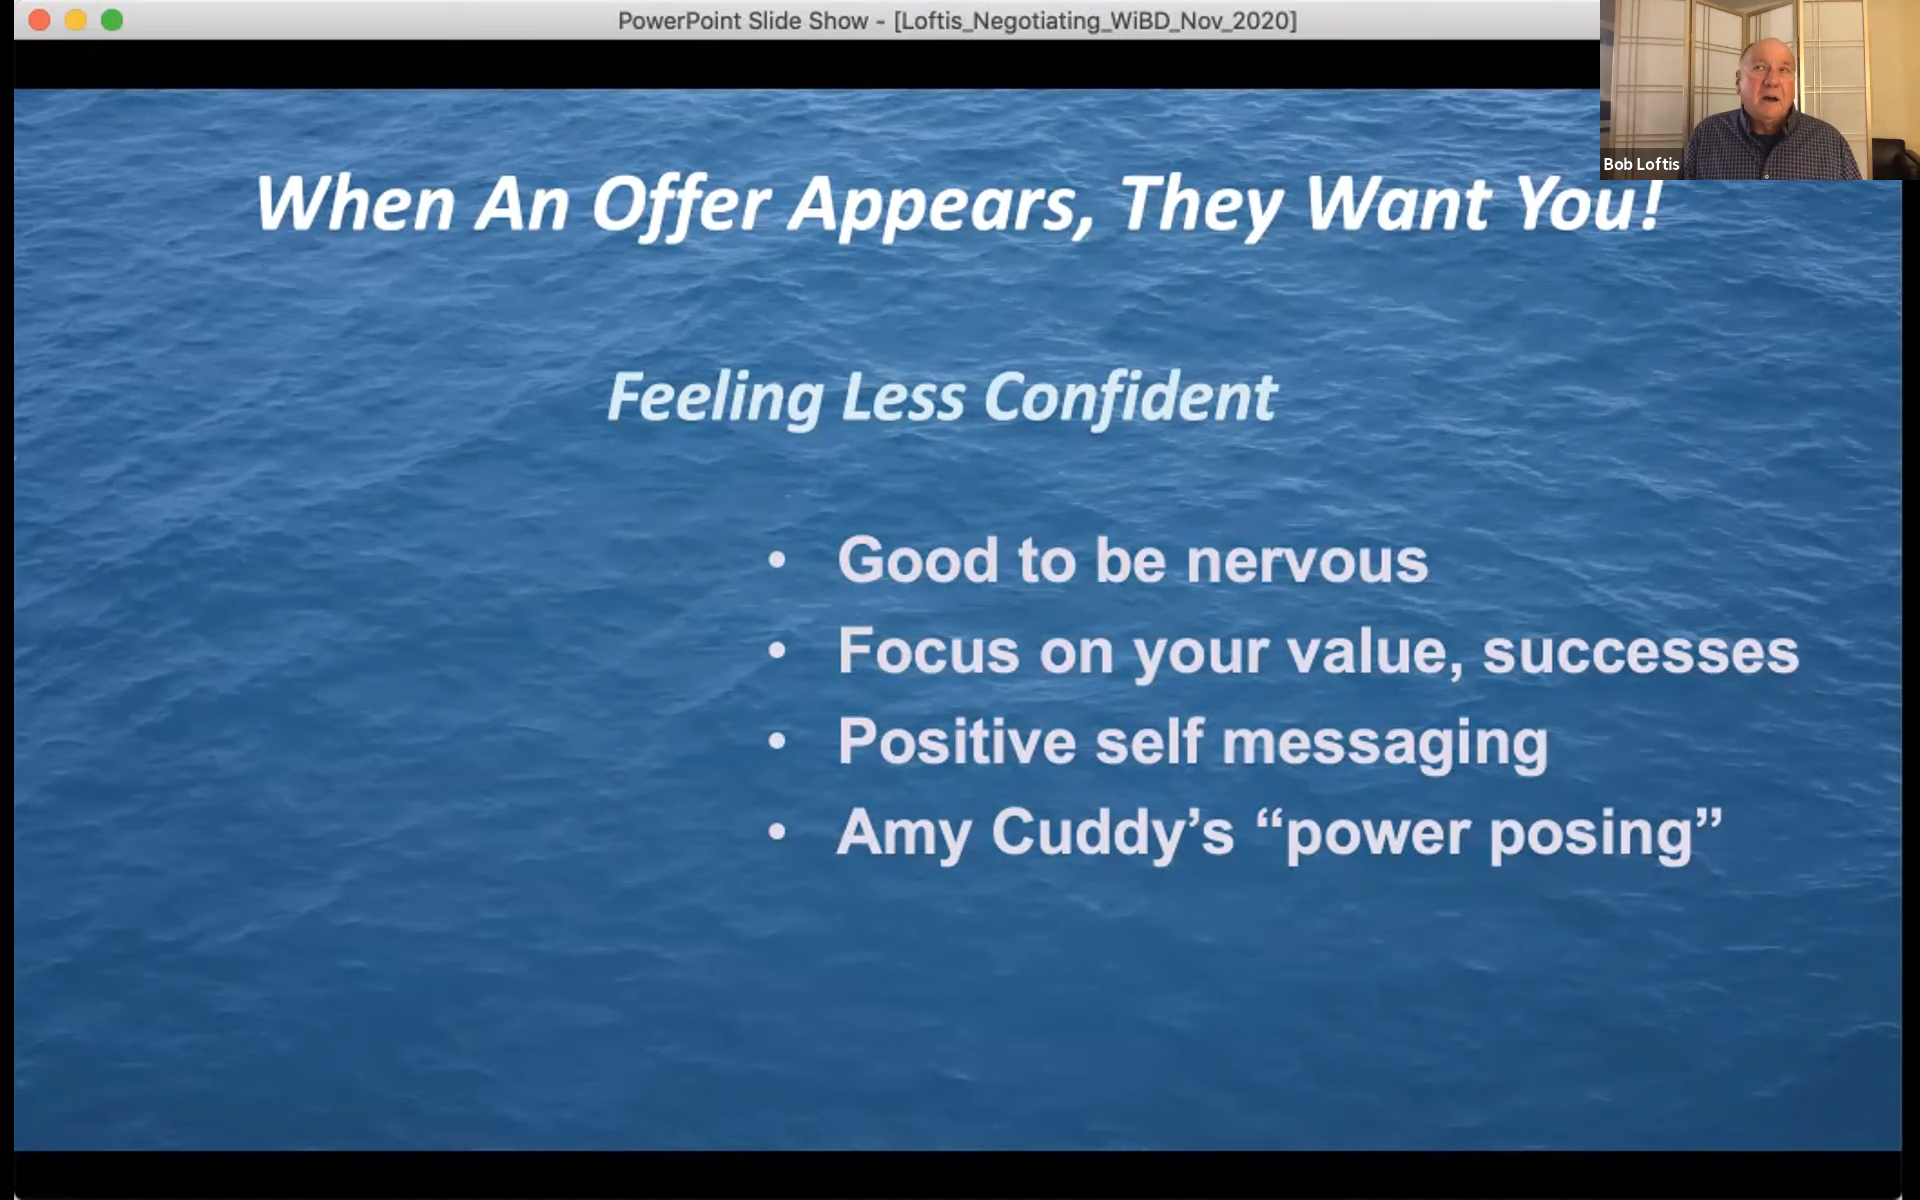 PowerPoint Slide Show - [Loftis_Negotiating_WiBD_Nov_2020]
Bob Loftis
When An Offer Appears, They Want You!
Feeling Less Confident
• Good to be nervous
• Focus on your value, successes
• Positive self messaging
• Amy Cuddy’s “power posing”